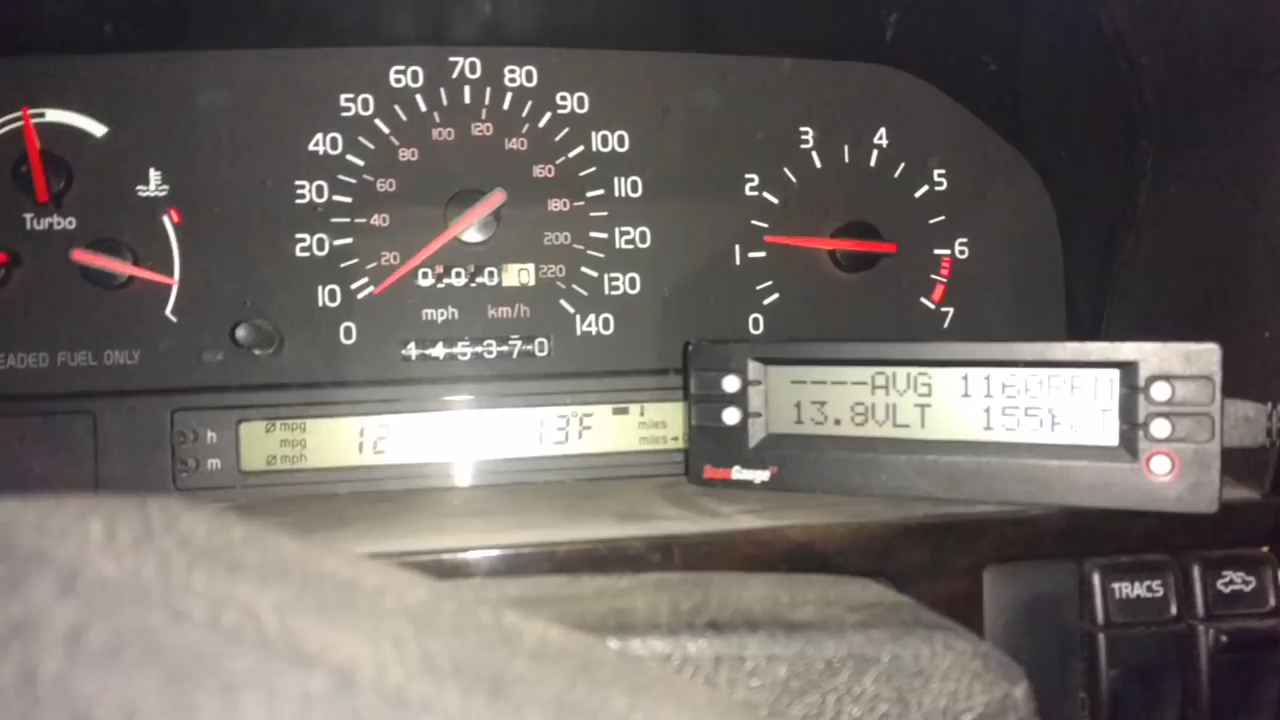 Turbo
EADED FUEL ONLY
0 10 20 30 40 50 60 70 80 90 100 110 120 130 140
20 40 60 80 100 120 140 160 180 200 220
0 0 0 0
mph km/h
1 4 5 3 7 0
0 1 2 3 4 5 6 7
h
m
Ø mpg
mpg
Ø mph
12
13°F
miles
miles→
----AVG 1160RPM
13.8VLT 155
ScanGauge
TRACS